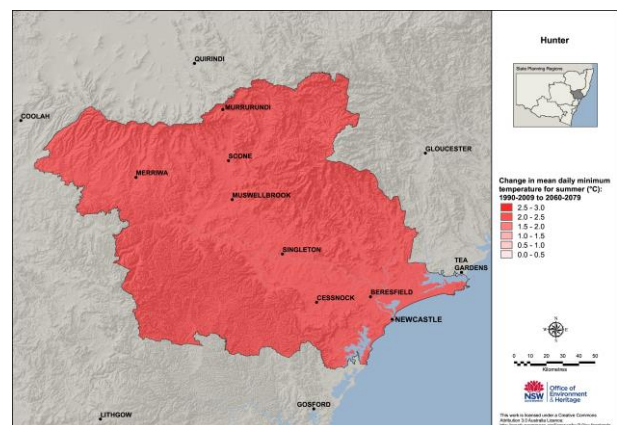 Hunter
State Planning Regions
QUIRINDI
COOLAH
MURRURUNDI
GLOUCESTER
SCONE
MERRIWA
MUSWELLBROOK
SINGLETON
TEA
GARDENS
BERESFIELD
CESSNOCK
NEWCASTLE
GOSFORD
LITHGOW
Change in mean daily minimum
temperature for summer (°C):
1990-2009 to 2060-2079
2.5 - 3.0
2.0 - 2.5
1.5 - 2.0
1.0 - 1.5
0.5 - 1.0
0.0 - 0.5
0 10 20 30 40 50
Kilometres
NSW
GOVERNMENT
Office of
Environment
& Heritage
This work is licensed under a Creative Commons
Attribution 3.0 Australia Licence